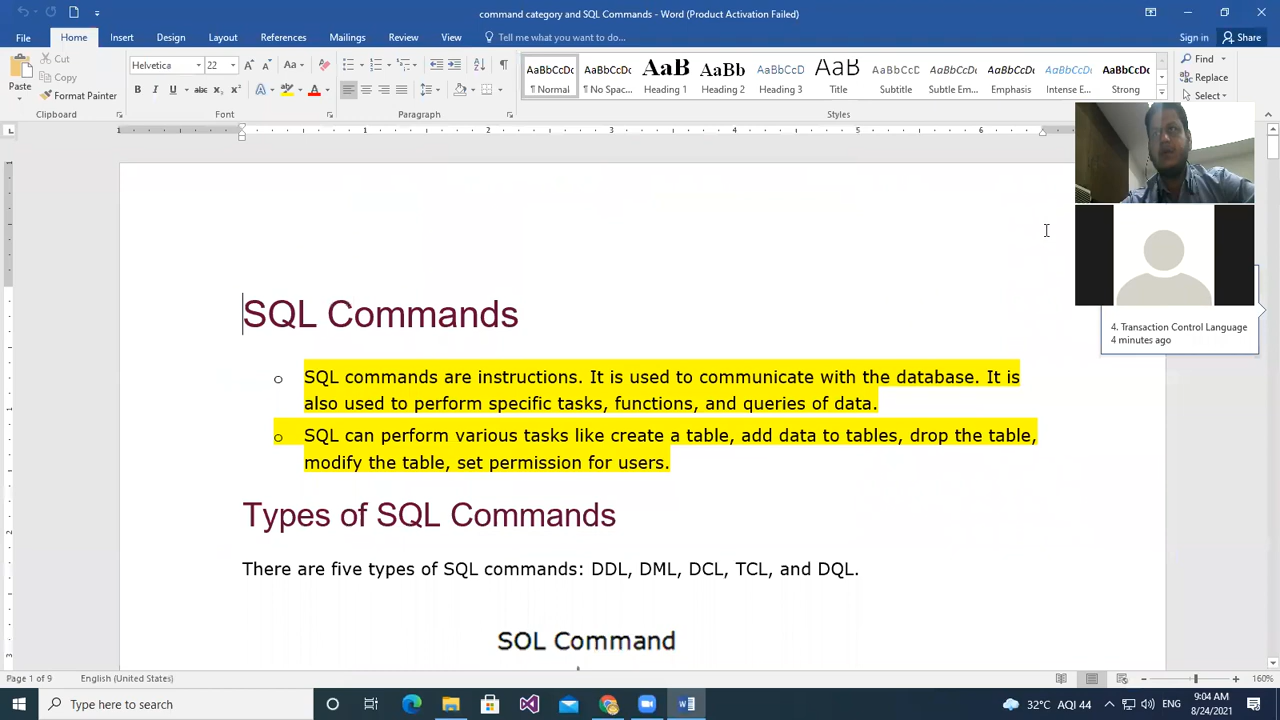 command category and SQL Commands - Word (Product Activation Failed)
File Home Insert Design Layout References Mailings Review View Tell me what you want to do... Sign in Share
Cut
Copy
Format Painter
Paste
Clipboard
Helvetica 22
Font
Paragraph
AaBbCcDc AaBbCcDc AaB AaBb AaBbCcD AaB AaBbCcD AaBbCcDc AaBbCcDc AaBbCcDc AaBbCcDc
¶ Normal ¶ No Spac... Heading 1 Heading 2 Heading 3 Title Subtitle Subtle Em... Emphasis Intense E... Strong
Styles
Find
Replace
Select
SQL Commands
o SQL commands are instructions. It is used to communicate with the database. It is
also used to perform specific tasks, functions, and queries of data.
o SQL can perform various tasks like create a table, add data to tables, drop the table,
modify the table, set permission for users.
Types of SQL Commands
There are five types of SQL commands: DDL, DML, DCL, TCL, and DQL.
SQL Command
4. Transaction Control Language
4 minutes ago
Page 1 of 9 English (United States) 160%
Type here to search
32°C AQI 44 ENG
9:04 AM
8/24/2021